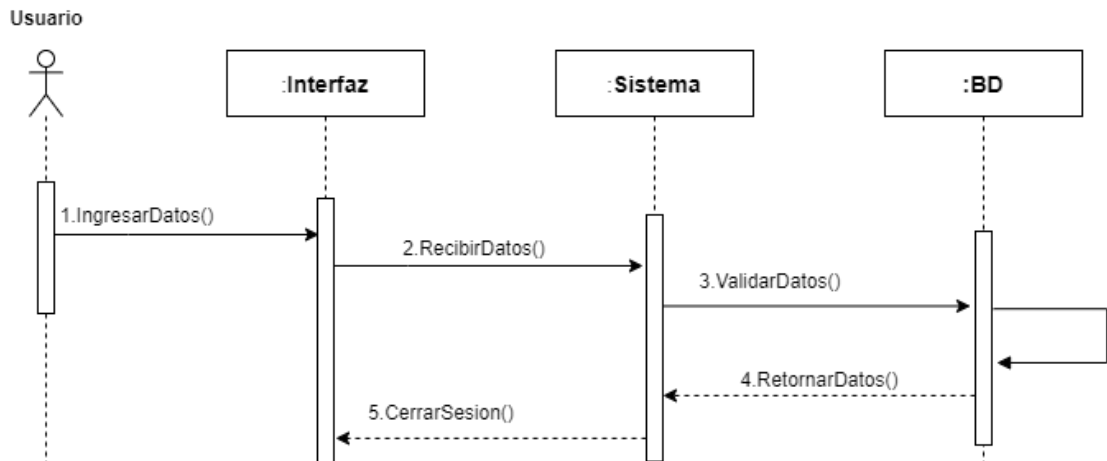 Usuario
:Interfaz
:Sistema
:BD
1.IngresarDatos()
2.RecibirDatos()
3.ValidarDatos()
4.RetornarDatos()
5.CerrarSesion()